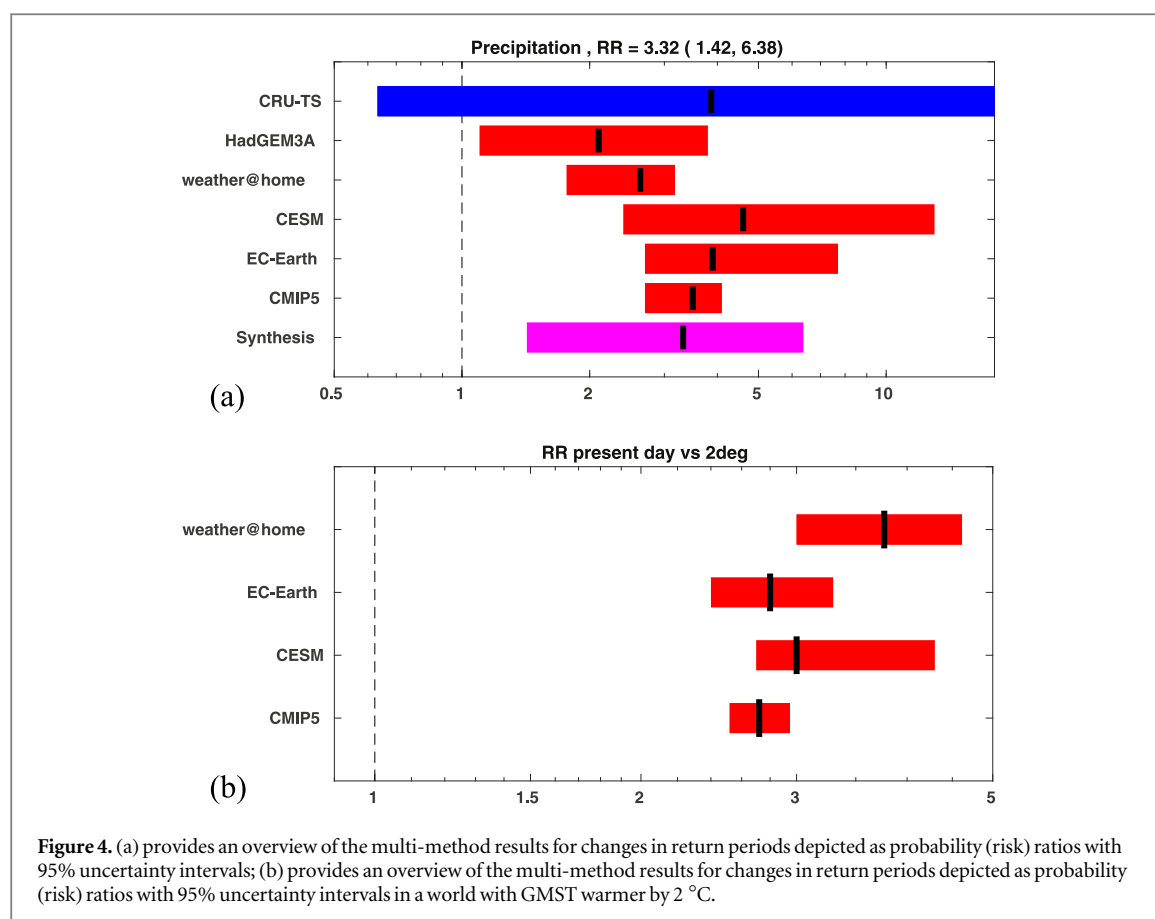 Precipitation , RR = 3.32 ( 1.42, 6.38)
CRU-TS
HadGEM3A
weather@home
CESM
EC-Earth
CMIP5
Synthesis
(a)
0.5 1 2 5 10
RR present day vs 2deg
weather@home
EC-Earth
CESM
CMIP5
(b)
1 1.5 2 3 5
Figure 4. (a) provides an overview of the multi-method results for changes in return periods depicted as probability (risk) ratios with
95% uncertainty intervals; (b) provides an overview of the multi-method results for changes in return periods depicted as probability
(risk) ratios with 95% uncertainty intervals in a world with GMST warmer by 2 °C.